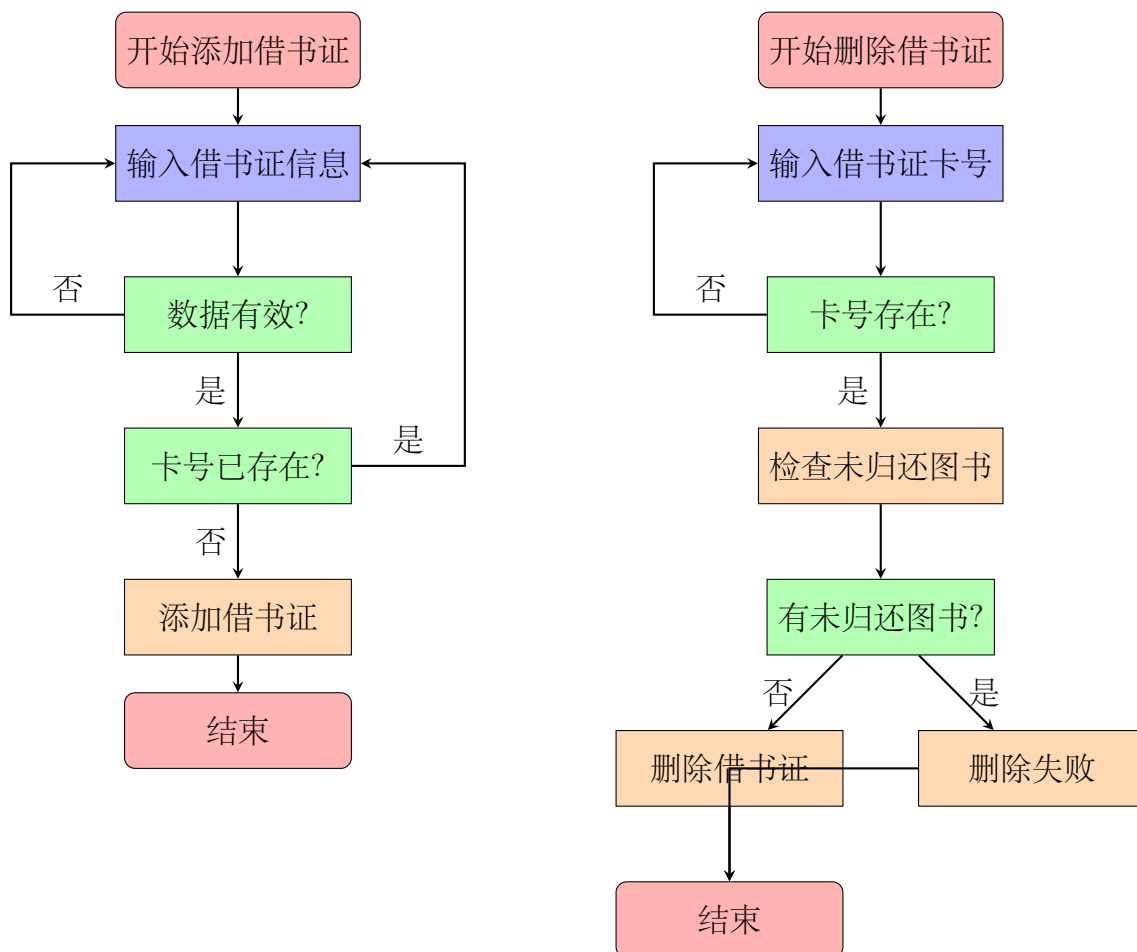 开始添加借书证
输入借书证信息
否
数据有效?
是
卡号已存在?
是
否
添加借书证
结束
开始删除借书证
输入借书证卡号
否
卡号存在?
是
检查未归还图书
有未归还图书?
否
是
删除借书证
删除失败
结束